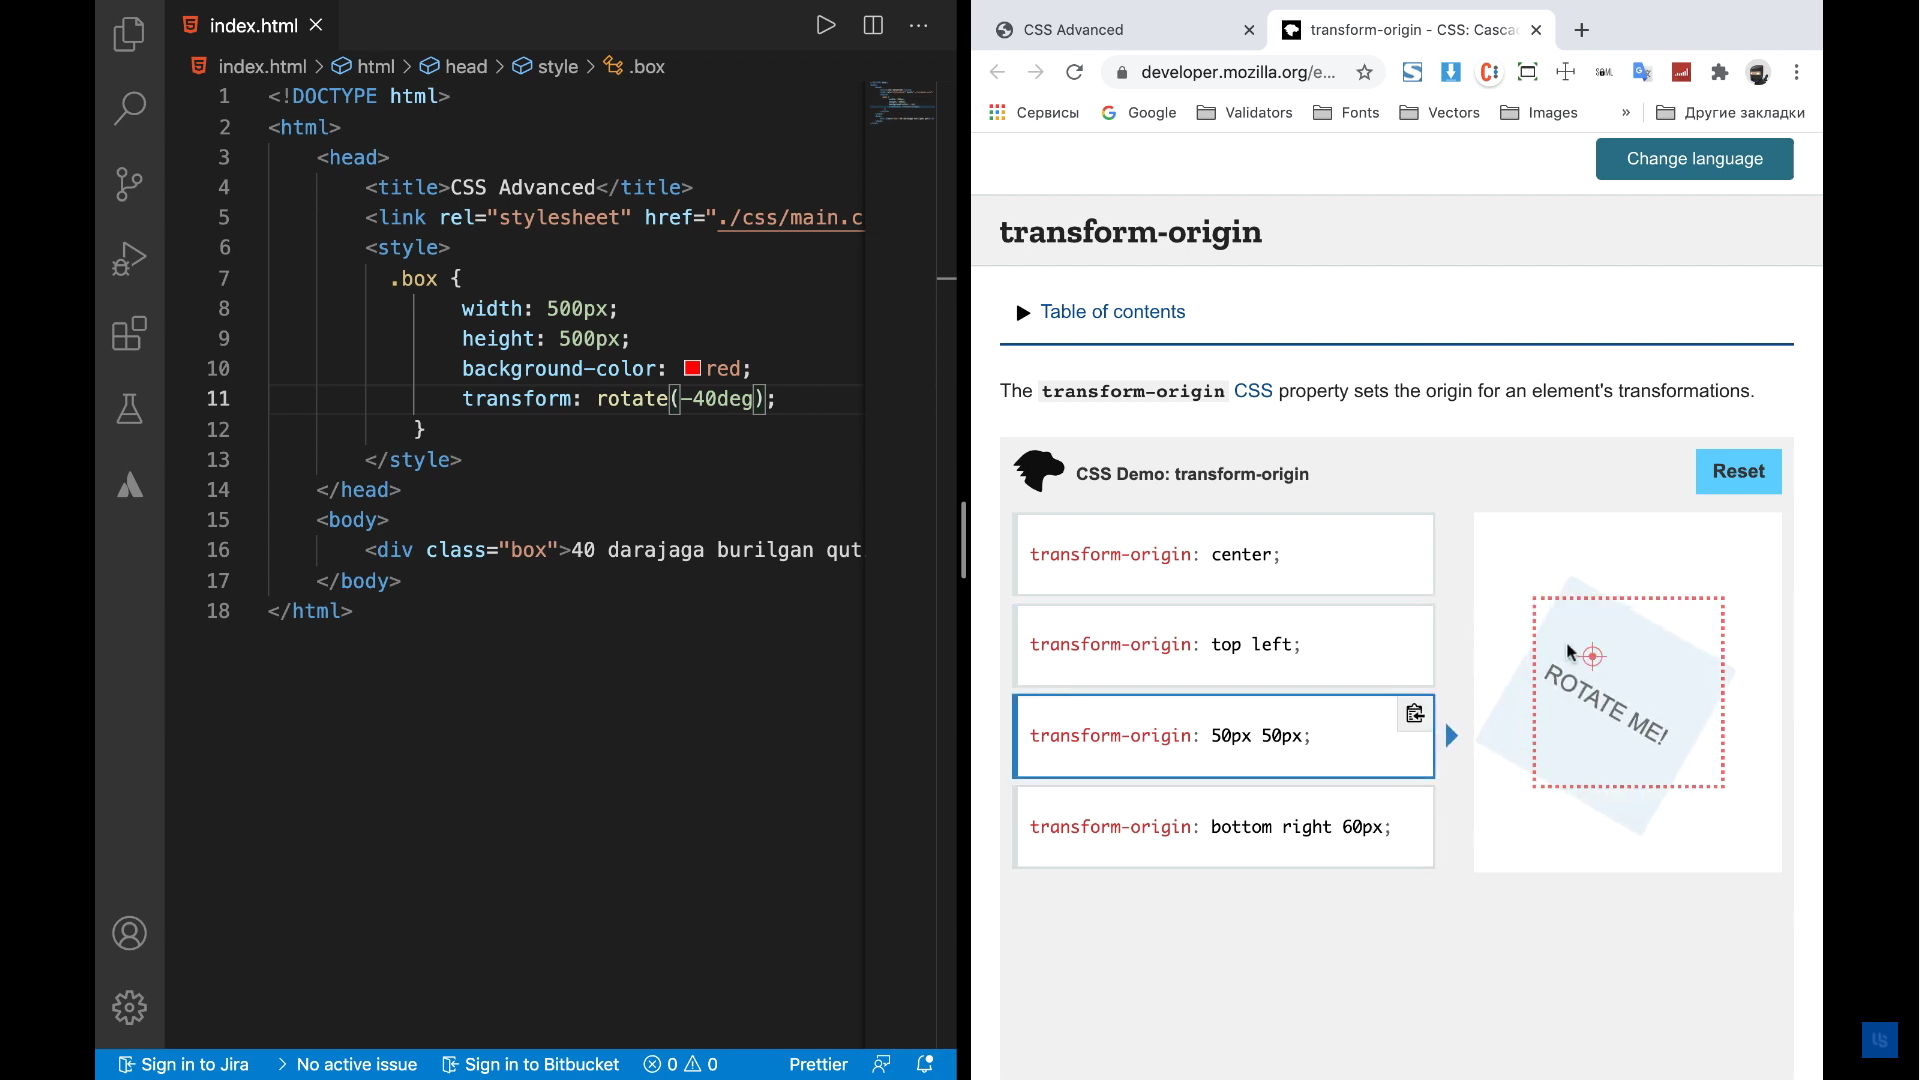 index.html
index.html > html > head > style > .box
1 <!DOCTYPE html>
2 <html>
3 <head>
4 <title>CSS Advanced</title>
5 <link rel="stylesheet" href="./css/main.c
6 <style>
7 .box {
8 width: 500px;
9 height: 500px;
10 background-color: red;
11 transform: rotate(-40deg);
12 }
13 </style>
14 </head>
15 <body>
16 <div class="box">40 darajaga burilgan qut
17 </body>
18 </html>
Sign in to Jira
No active issue
Sign in to Bitbucket
0 0
Prettier
CSS Advanced
transform-origin - CSS: Casca
developer.mozilla.org/e...
Сервисы
Google
Validators
Fonts
Vectors
Images
»
Другие закладки
Change language
transform-origin
Table of contents
The transform-origin CSS property sets the origin for an element's transformations.
CSS Demo: transform-origin
Reset
transform-origin: center;
transform-origin: top left;
transform-origin: 50px 50px;
transform-origin: bottom right 60px;
ROTATE ME!